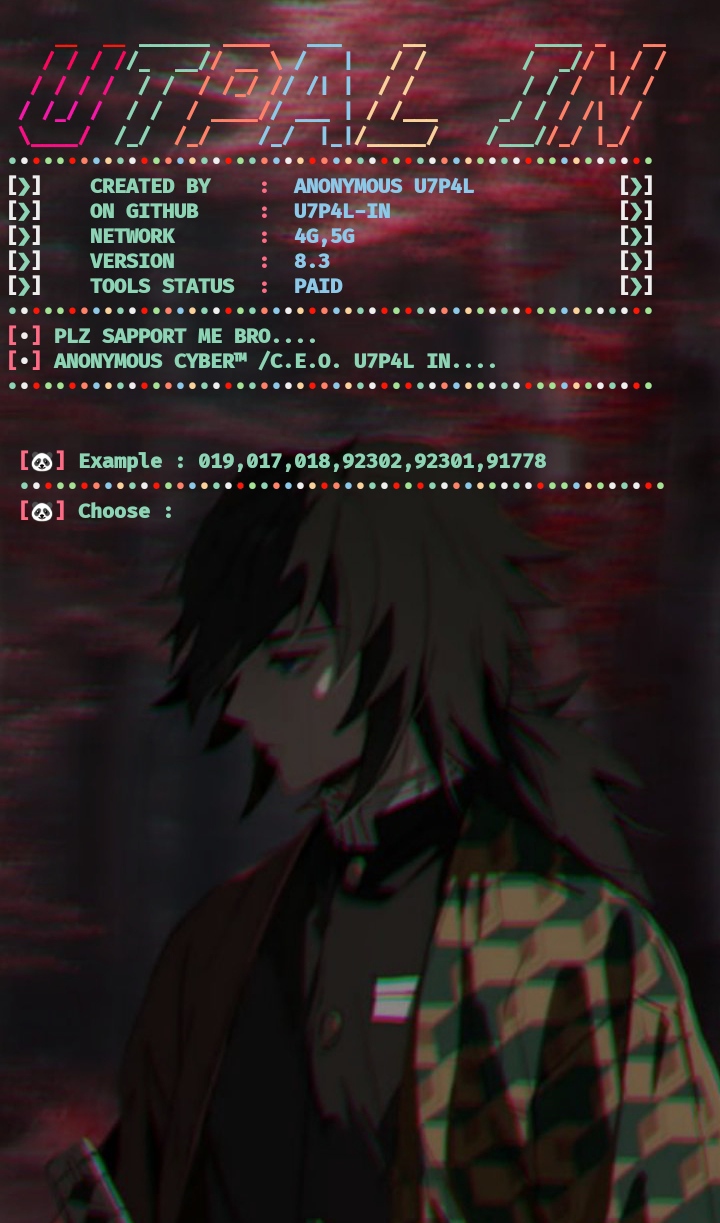 UTPAL IN
[❯] CREATED BY : ANONYMOUS U7P4L [❯]
[❯] ON GITHUB : U7P4L-IN [❯]
[❯] NETWORK : 4G,5G [❯]
[❯] VERSION : 8.3 [❯]
[❯] TOOLS STATUS : PAID [❯]
[•] PLZ SAPPORT ME BRO....
[•] ANONYMOUS CYBER™ /C.E.O. U7P4L IN....
[🐼] Example : 019,017,018,92302,92301,91778
[🐼] Choose :